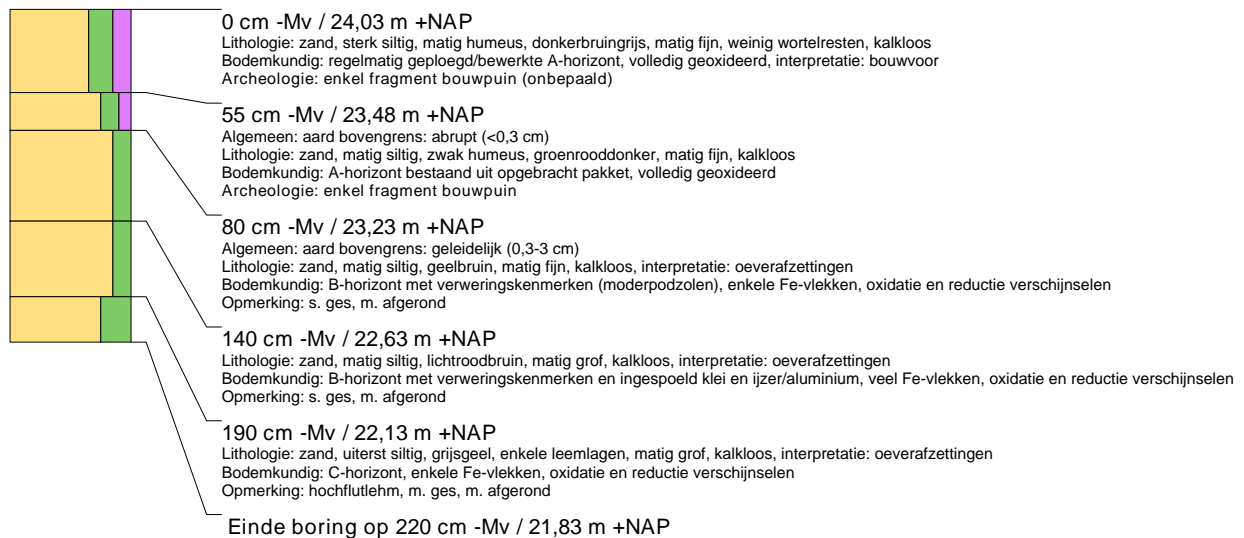 0 cm -Mv / 24,03 m +NAP
Lithologie: zand, sterk siltig, matig humeus, donkerbruingrijs, matig fijn, weinig wortelresten, kalkloos
Bodemkundig: regelmatig geploegd/bewerkte A-horizont, volledig geoxideerd, interpretatie: bouwvoor
Archeologie: enkel fragment bouwpuin (onbepaald)
55 cm -Mv / 23,48 m +NAP
Algemeen: aard bovengrens: abrupt (<0,3 cm)
Lithologie: zand, matig siltig, zwak humeus, groenrooddonker, matig fijn, kalkloos
Bodemkundig: A-horizont bestaand uit opgebracht pakket, volledig geoxideerd
Archeologie: enkel fragment bouwpuin
80 cm -Mv / 23,23 m +NAP
Algemeen: aard bovengrens: geleidelijk (0,3-3 cm)
Lithologie: zand, matig siltig, geelbruin, matig fijn, kalkloos, interpretatie: oeverafzettingen
Bodemkundig: B-horizont met verweringskenmerken (moderpodzolen), enkele Fe-vlekken, oxidatie en reductie verschijnselen
Opmerking: s. ges, m. afgerond
140 cm -Mv / 22,63 m +NAP
Lithologie: zand, matig siltig, lichtroodbruin, matig grof, kalkloos, interpretatie: oeverafzettingen
Bodemkundig: B-horizont met verweringskenmerken en ingespoeld klei en ijzer/aluminium, veel Fe-vlekken, oxidatie en reductie verschijnselen
Opmerking: s. ges, m. afgerond
190 cm -Mv / 22,13 m +NAP
Lithologie: zand, uiterst siltig, grijsgeel, enkele leemlagen, matig grof, kalkloos, interpretatie: oeverafzettingen
Bodemkundig: C-horizont, enkele Fe-vlekken, oxidatie en reductie verschijnselen
Opmerking: hochflutlehm, m. ges, m. afgerond
Einde boring op 220 cm -Mv / 21,83 m +NAP